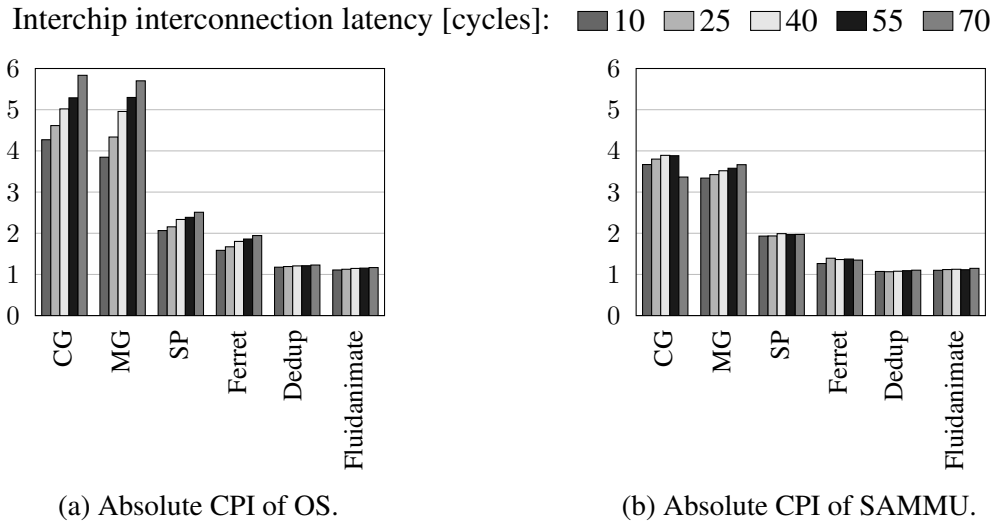 Interchip interconnection latency [cycles]: 10 25 40 55 70
6
5
4
3
2
1
0
CG
MG
SP
Ferret
Dedup
Fluidanimate
(a) Absolute CPI of OS.
6
5
4
3
2
1
0
CG
MG
SP
Ferret
Dedup
Fluidanimate
(b) Absolute CPI of SAMMU.